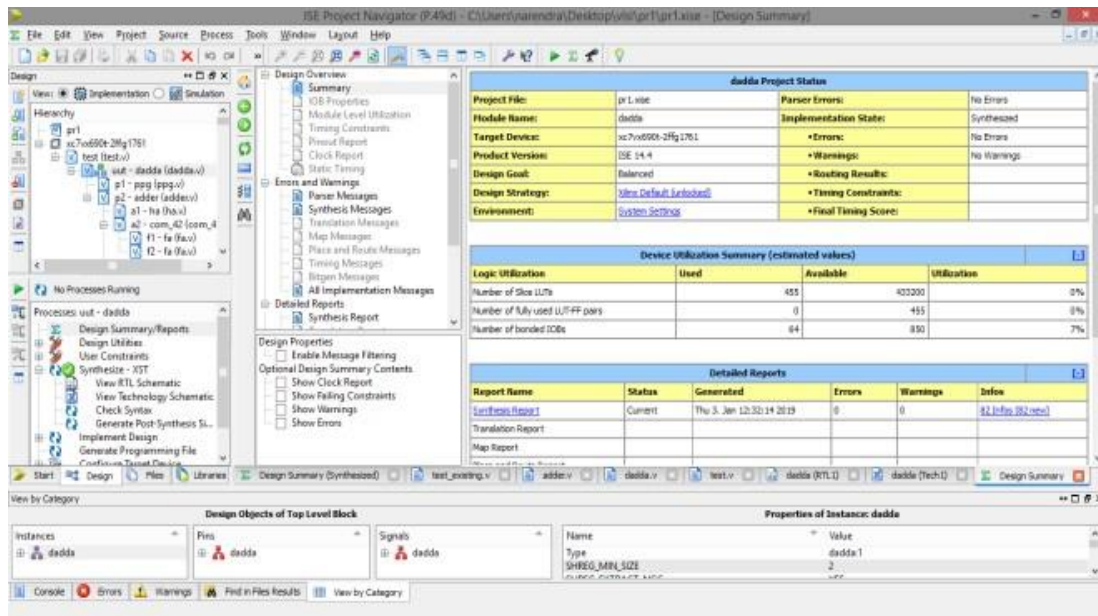 ISE Project Navigator (P.49d) - C:\Users\narendra\Desktop\vlsi\pr1\pr1.xise - [Design Summary]
File Edit View Project Source Process Tools Window Layout Help
Design
View: Implementation Simulation
Hierarchy
pr1
xc7vx690t-2ffg1761
test (test.v)
uut - dadda (dadda.v)
p1 - ppg (ppg.v)
p2 - adder (adder.v)
a1 - ha (ha.v)
a2 - com_42 (com_4
f1 - fa (fa.v)
f2 - fa (fa.v)
No Processes Running
Processes: uut - dadda
Design Summary/Reports
Design Utilities
User Constraints
Synthesize - XST
View RTL Schematic
View Technology Schematic
Check Syntax
Generate Post-Synthesis Si...
Implement Design
Generate Programming File
Configure Target Device
Design Overview
Summary
IOB Properties
Module Level Utilization
Timing Constraints
Pinout Report
Clock Report
Static Timing
Errors and Warnings
Parser Messages
Synthesis Messages
Translation Messages
Map Messages
Place and Route Messages
Timing Messages
Bitgen Messages
All Implementation Messages
Detailed Reports
Synthesis Report
Design Properties
Enable Message Filtering
Optional Design Summary Contents
Show Clock Report
Show Failing Constraints
Show Warnings
Show Errors
dadda Project Status
Project File: pr1.xise Parser Errors: No Errors
Module Name: dadda Implementation State: Synthesized
Target Device: xc7vx690t-2ffg1761 •Errors: No Errors
Product Version: ISE 14.4 •Warnings: No Warnings
Design Goal: Balanced •Routing Results:
Design Strategy: Xilinx Default (unlocked) •Timing Constraints:
Environment: System Settings •Final Timing Score:
Device Utilization Summary (estimated values) [-]
Logic Utilization Used Available Utilization
Number of Slice LUTs 455 433200 0%
Number of fully used LUT-FF pairs 0 455 0%
Number of bonded IOBs 64 850 7%
Detailed Reports [-]
Report Name Status Generated Errors Warnings Infos
Synthesis Report Current Thu 3. Jan 12:32:14 2019 0 0 82 Infos (82 new)
Translation Report
Map Report
Start Design Files Libraries Design Summary (Synthesized) test_existing.v adder.v dadda.v test.v dadda (RTL1) dadda (Tech1) Design Summary
View by Category
Design Objects of Top Level Block Properties of Instance: dadda
Instances Pins Signals Name Value
dadda dadda dadda Type dadda:1
SHREG_MIN_SIZE 2
Console Errors Warnings Find in Files Results View by Category